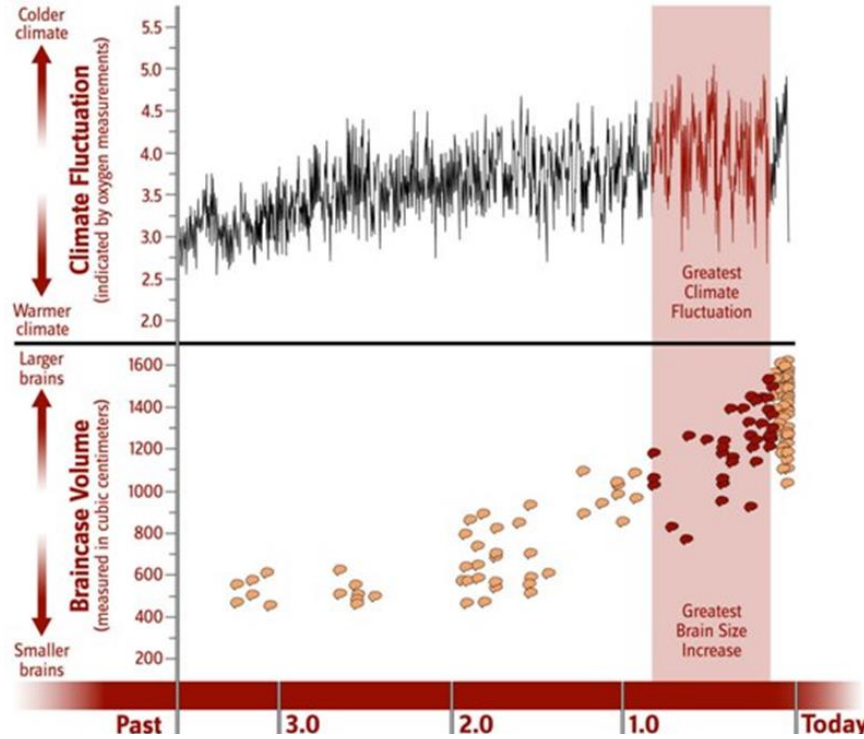 Colder
climate
Climate Fluctuation
(indicated by oxygen measurements)
Warmer
climate
5.5
5.0
4.5
4.0
3.5
3.0
2.5
2.0
Greatest
Climate
Fluctuation
Larger
brains
Braincase Volume
(measured in cubic centimeters)
Smaller
brains
1600
1400
1200
1000
800
600
400
200
Greatest
Brain Size
Increase
Past 3.0 2.0 1.0 Today